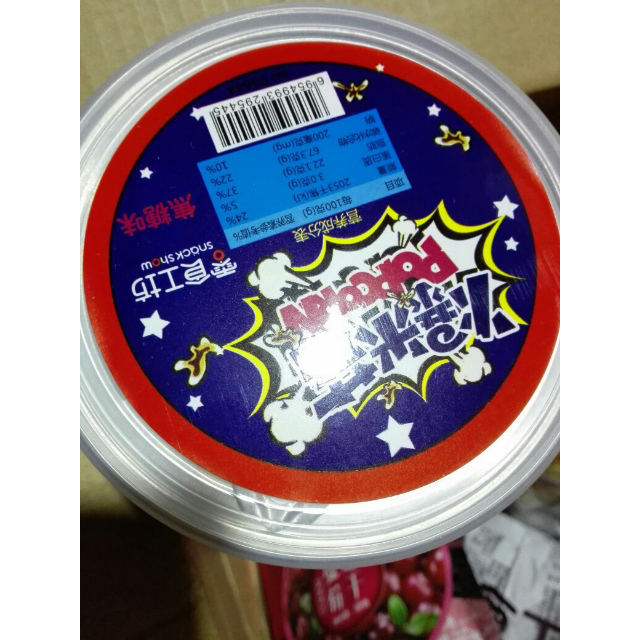 爆米花
POPCORN
零食工坊
snack show
焦糖味
营养成分表
项目 每100克(g) 营养素参考值%
能量 2053千焦(kJ) 24%
蛋白质 3.0克(g) 5%
脂肪 22.1克(g) 37%
碳水化合物 67.3克(g) 22%
钠 200毫克(mg) 10%
6954993295445